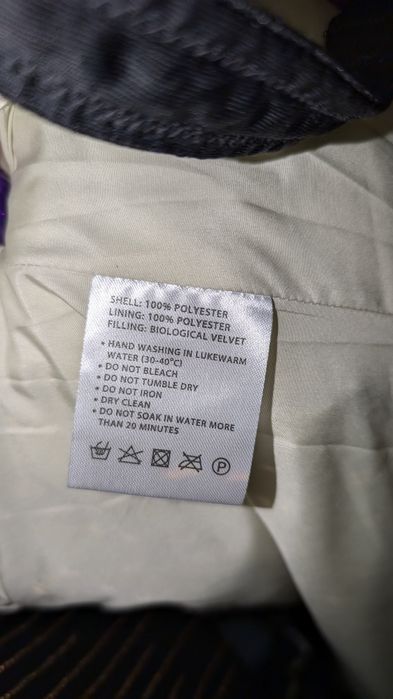 SHELL: 100% POLYESTER
LINING: 100% POLYESTER
FILLING: BIOLOGICAL VELVET
• HAND WASHING IN LUKEWARM
WATER (30-40°C)
• DO NOT BLEACH
• DO NOT TUMBLE DRY
• DO NOT IRON
• DRY CLEAN
• DO NOT SOAK IN WATER MORE
THAN 20 MINUTES
P